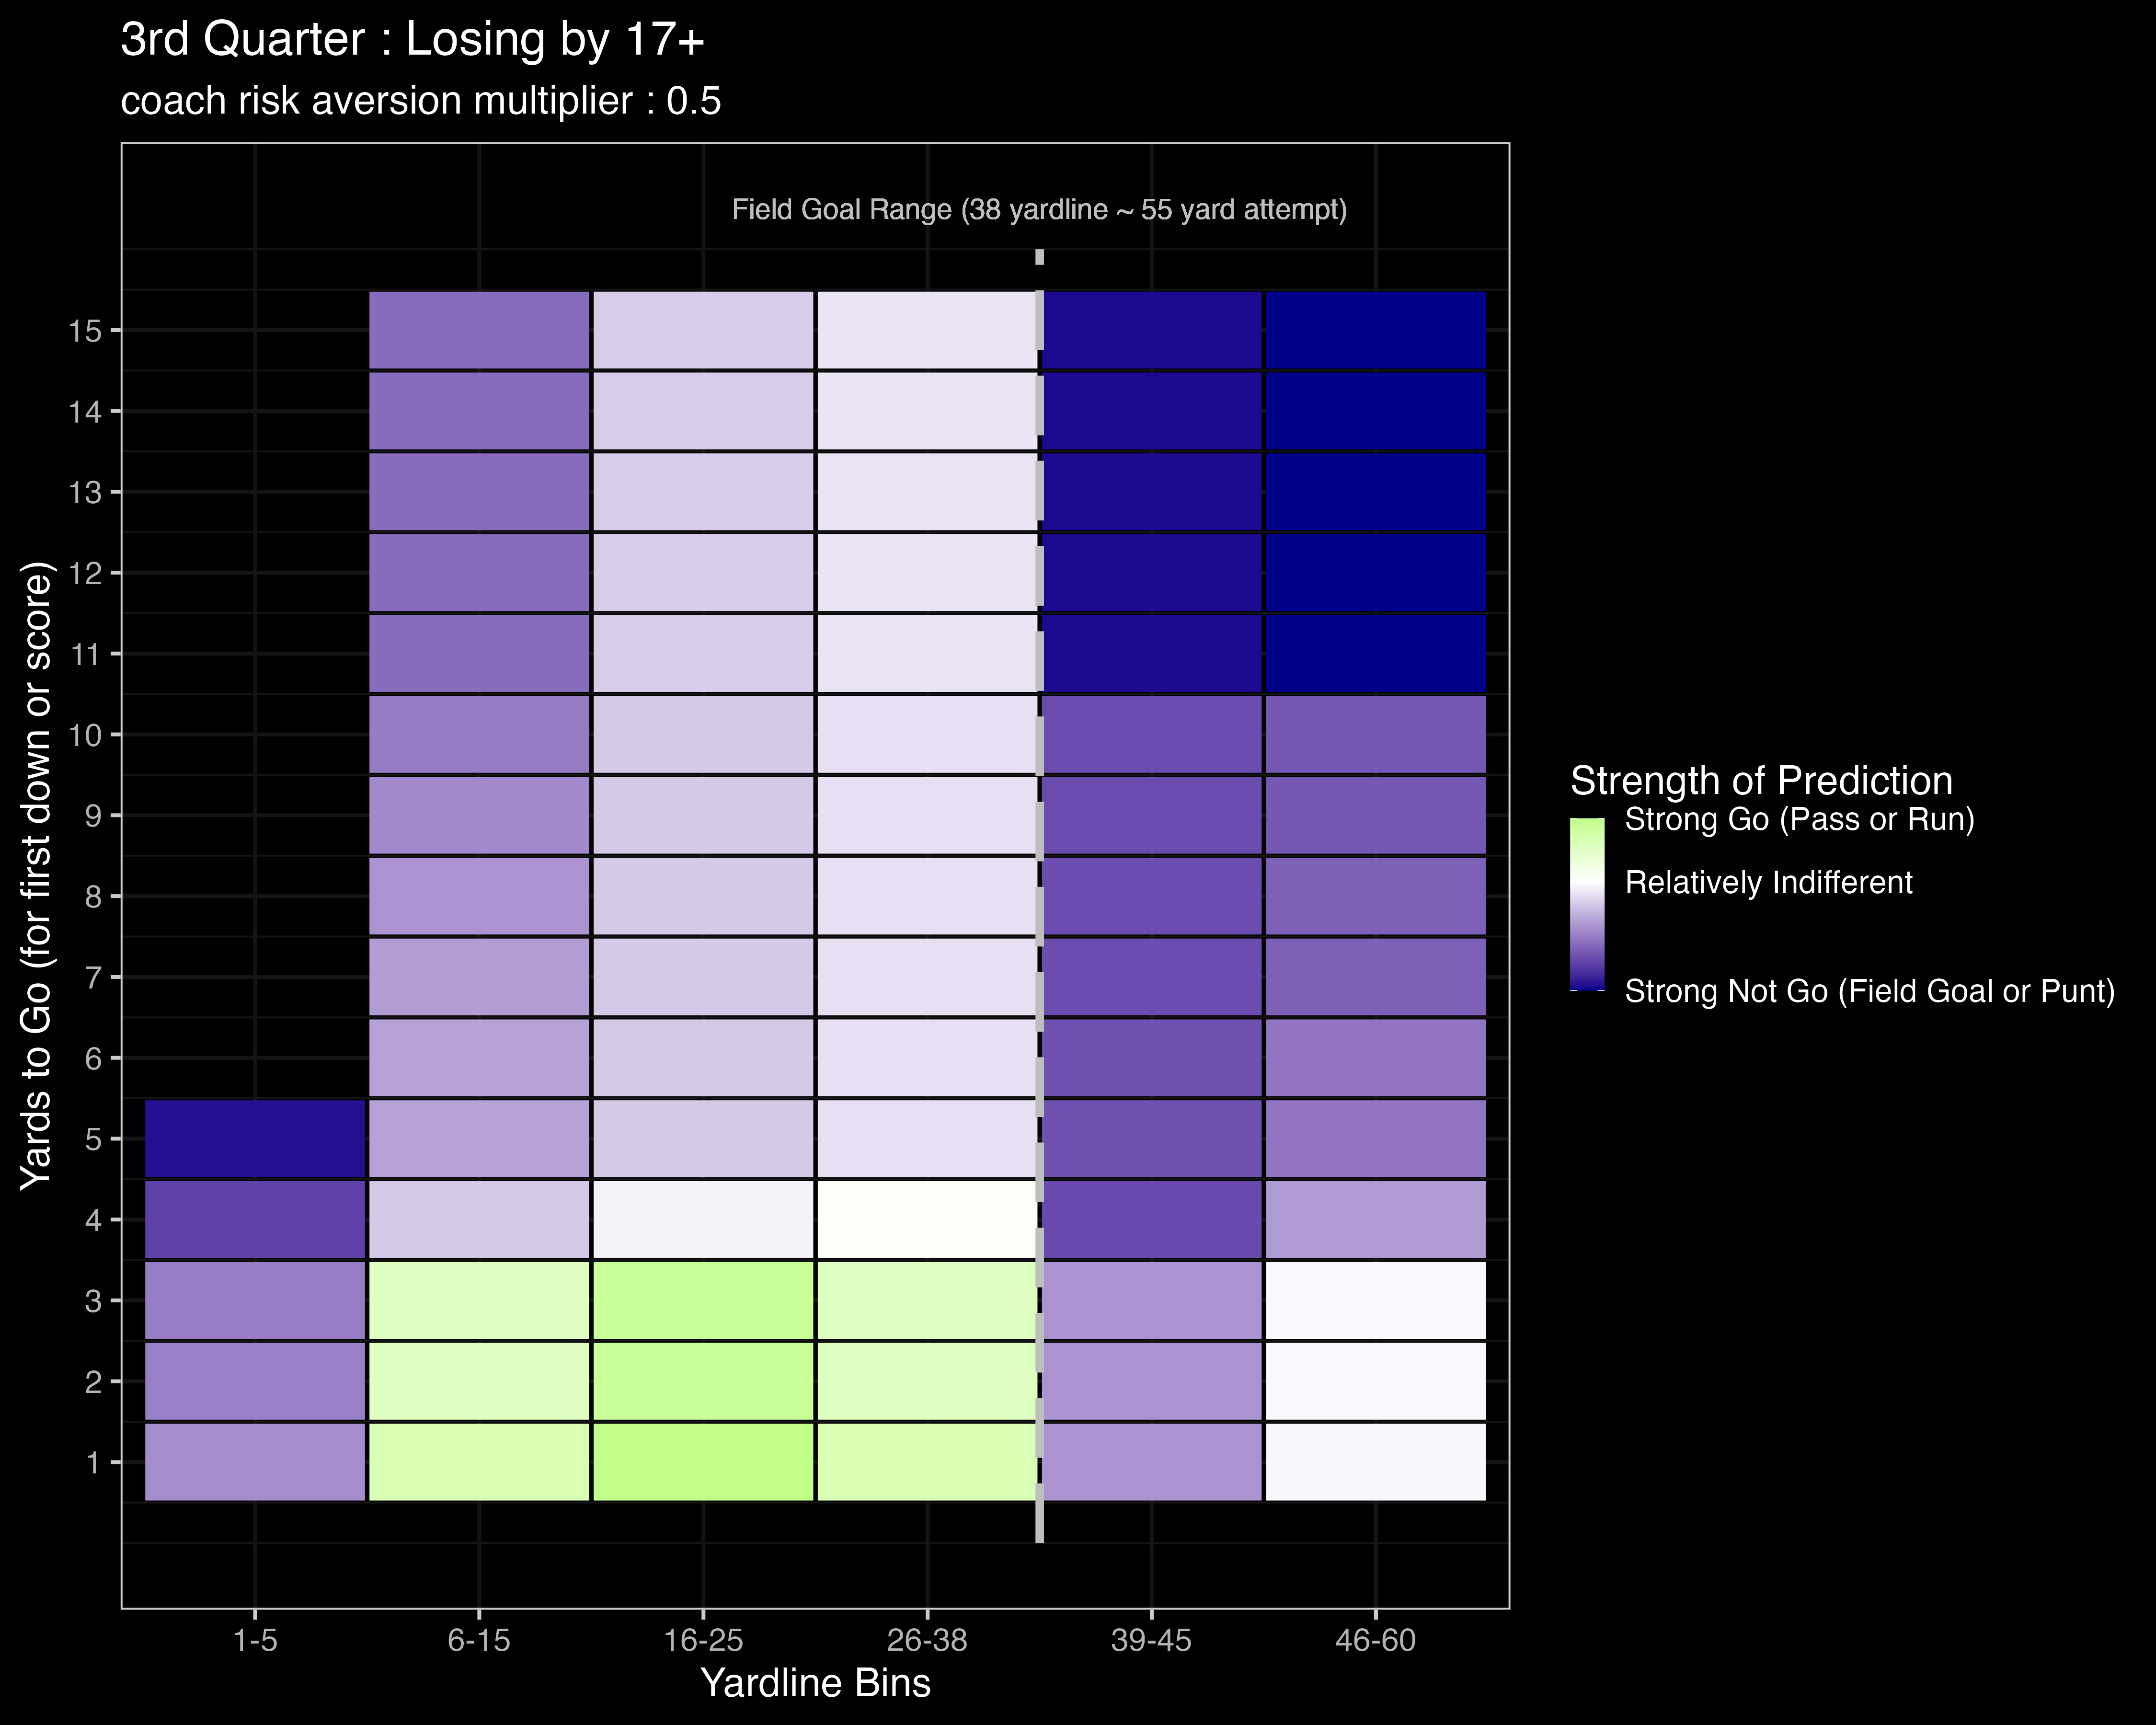 3rd Quarter : Losing by 17+
coach risk aversion multiplier : 0.5
Field Goal Range (38 yardline ~ 55 yard attempt)
Yards to Go (for first down or score)
15
14
13
12
11
10
9
8
7
6
5
4
3
2
1
1-5 6-15 16-25 26-38 39-45 46-60
Yardline Bins
Strength of Prediction
Strong Go (Pass or Run)
Relatively Indifferent
Strong Not Go (Field Goal or Punt)